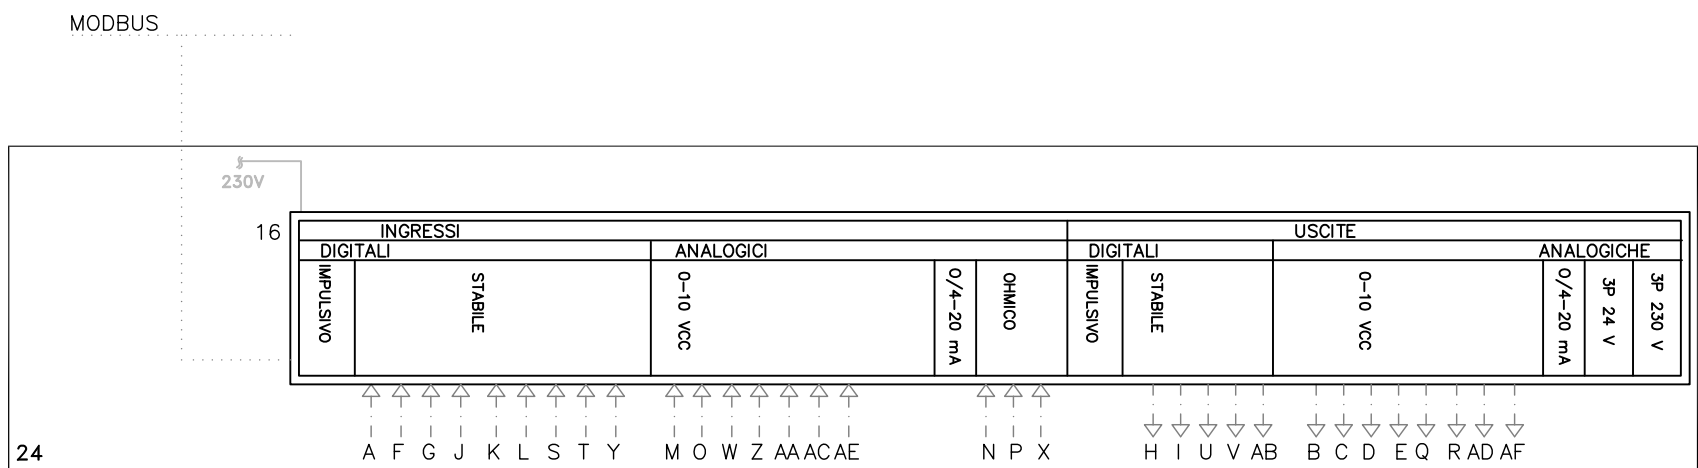 MODBUS
230V
16
INGRESSI USCITE
DIGITALI ANALOGICI DIGITALI ANALOGICHE
IMPULSIVO STABILE 0-10 VCC 0/4-20 mA OHMICO IMPULSIVO STABILE 0-10 VCC 0/4-20 mA 3P 24 V 3P 230 V
24 A F G J K L S T Y M O W Z AA AC AE N P X H I U V AB B C D E Q R AD AF